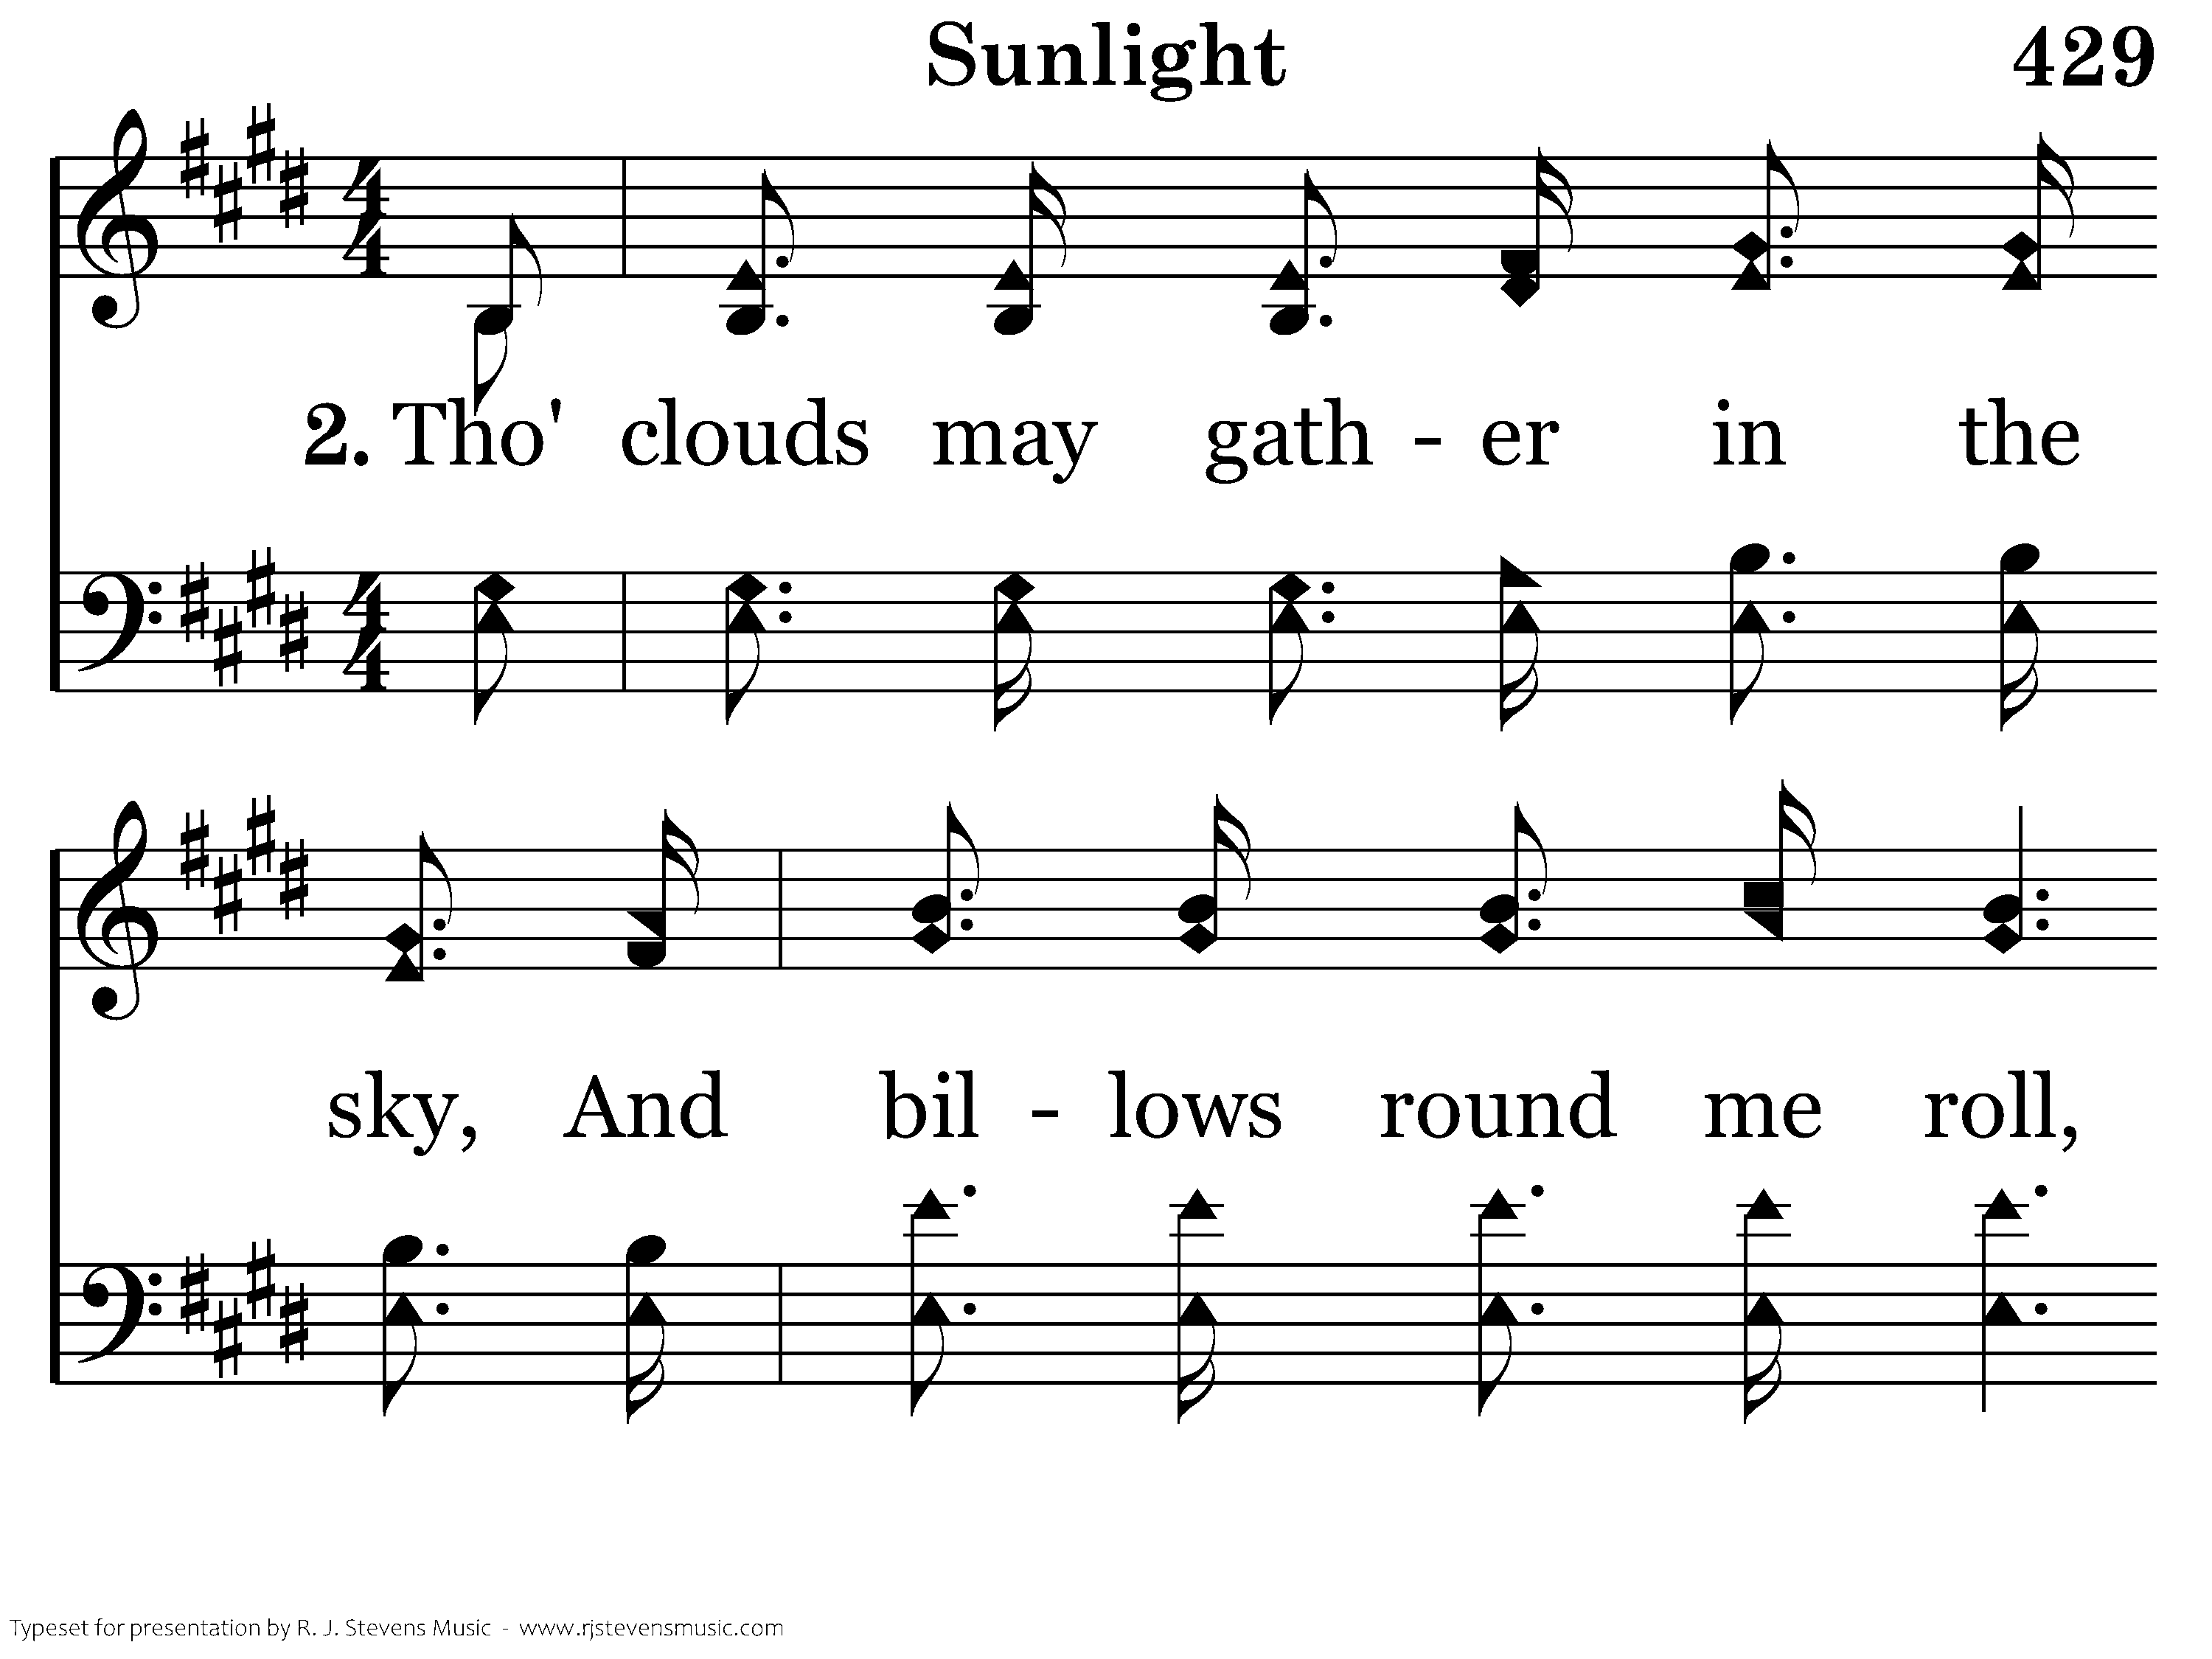 Sunlight 429
2. Tho' clouds may gath - er in the
sky, And bil - lows round me roll,
Typeset for presentation by R. J. Stevens Music - www.rjstevensmusic.com